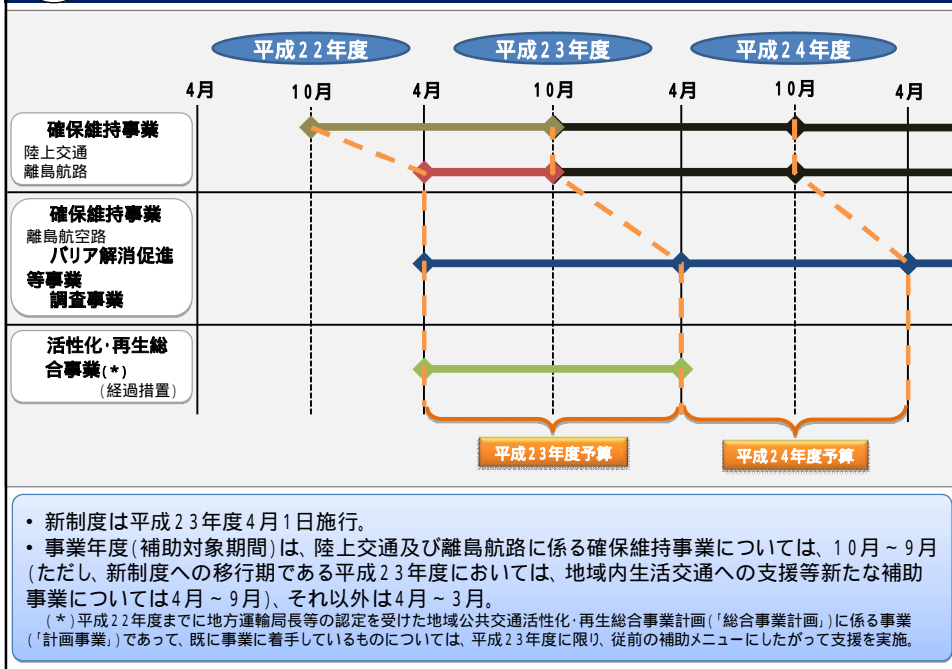 平成22年度
平成23年度
平成24年度
4月
10月
4月
10月
4月
10月
4月
確保維持事業
陸上交通
離島航路
確保維持事業
離島航空路
バリア解消促進
等事業
調査事業
活性化・再生総
合事業(*)
(経過措置)
平成23年度予算
平成24年度予算
・ 新制度は平成23年度4月1日施行。
・ 事業年度(補助対象期間)は、陸上交通及び離島航路に係る確保維持事業については、10月~9月
(ただし、新制度への移行期である平成23年度においては、地域内生活交通への支援等新たな補助
事業については4月~9月)、それ以外は4月~3月。
(*)平成22年度までに地方運輸局長等の認定を受けた地域公共交通活性化・再生総合事業計画(「総合事業計画」)に係る事業
(「計画事業」)であって、既に事業に着手しているものについては、平成23年度に限り、従前の補助メニューにしたがって支援を実施。